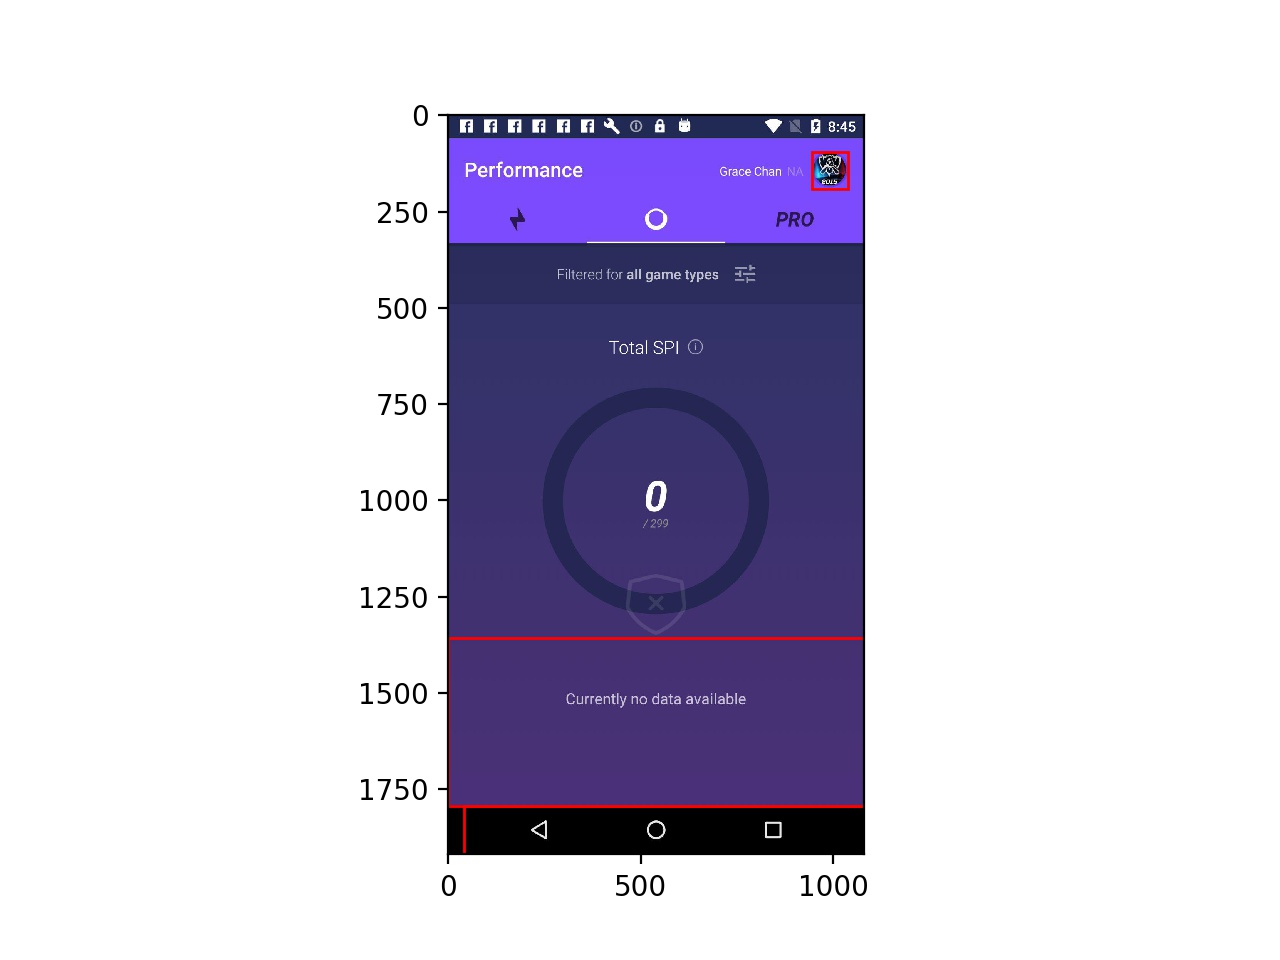 0
8:45
Performance
Grace Chan NA
2015
250
PRO
Filtered for all game types
500
Total SPI
750
0
1000
/ 299
1250
1500
Currently no data available
1750
0
500
1000